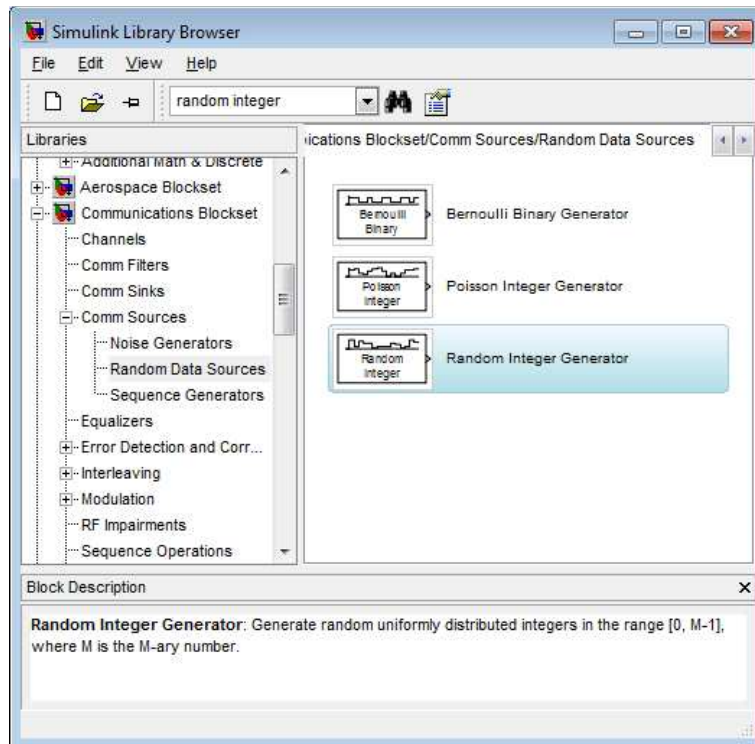 Simulink Library Browser
File Edit View Help
random integer
Libraries
ications Blockset/Comm Sources/Random Data Sources
Additional Math & Discrete
Aerospace Blockset
Communications Blockset
Channels
Comm Filters
Comm Sinks
Comm Sources
Noise Generators
Random Data Sources
Sequence Generators
Equalizers
Error Detection and Corr...
Interleaving
Modulation
RF Impairments
Sequence Operations
Bernoulli
Binary
Bernoulli Binary Generator
Poisson
Integer
Poisson Integer Generator
Random
Integer
Random Integer Generator
Block Description
Random Integer Generator: Generate random uniformly distributed integers in the range [0, M-1],
where M is the M-ary number.